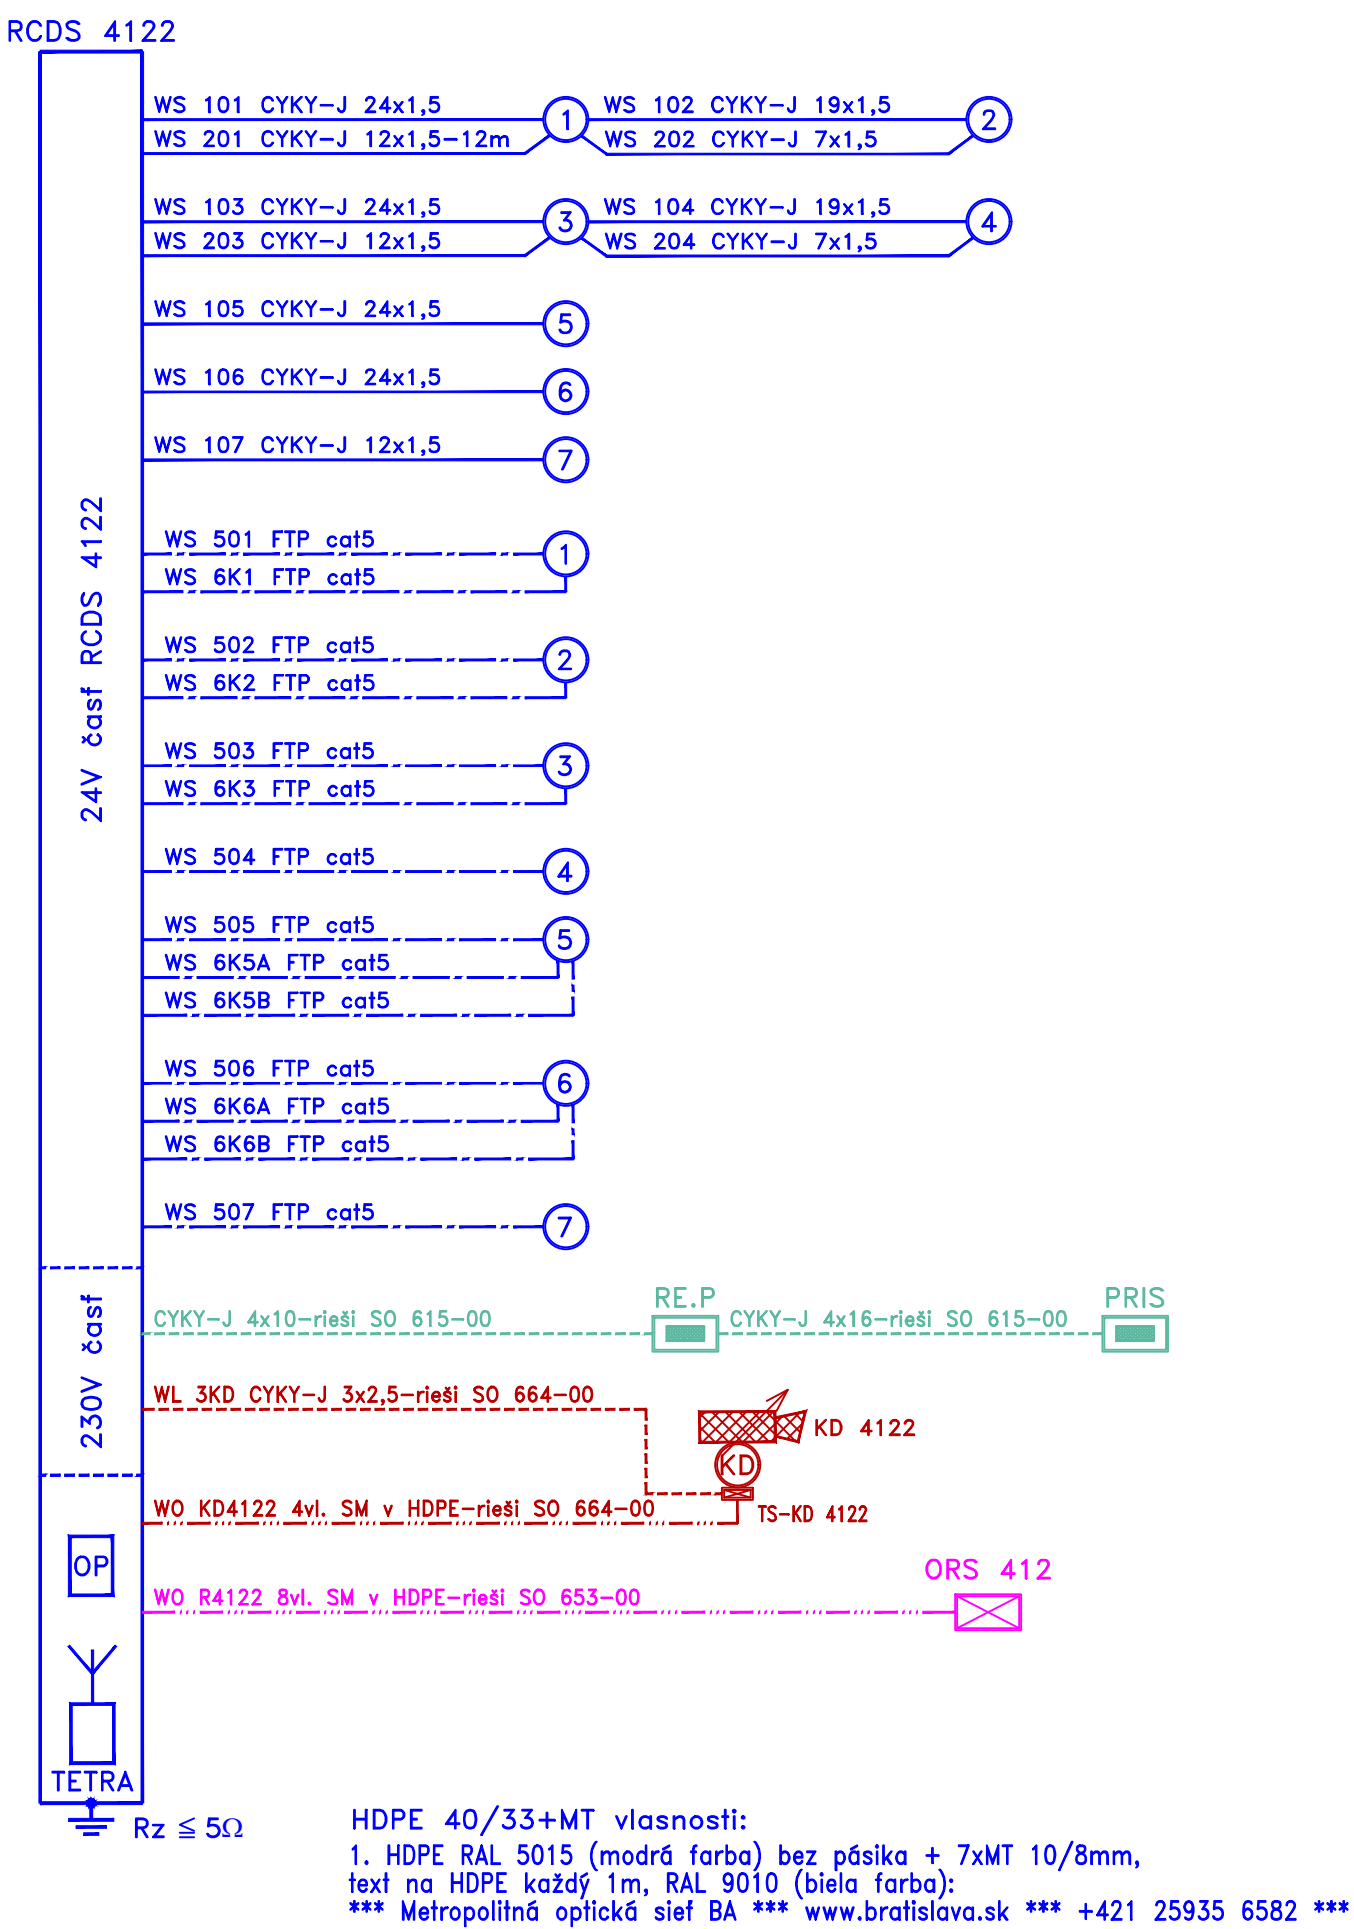 RCDS 4122
WS 101 CYKY-J 24x1,5
WS 201 CYKY-J 12x1,5-12m
1
WS 102 CYKY-J 19x1,5
WS 202 CYKY-J 7x1,5
2
WS 103 CYKY-J 24x1,5
WS 203 CYKY-J 12x1,5
3
WS 104 CYKY-J 19x1,5
WS 204 CYKY-J 7x1,5
4
WS 105 CYKY-J 24x1,5
5
WS 106 CYKY-J 24x1,5
6
WS 107 CYKY-J 12x1,5
7
24V časť RCDS 4122
WS 501 FTP cat5
1
WS 6K1 FTP cat5
WS 502 FTP cat5
2
WS 6K2 FTP cat5
WS 503 FTP cat5
3
WS 6K3 FTP cat5
WS 504 FTP cat5
4
WS 505 FTP cat5
5
WS 6K5A FTP cat5
WS 6K5B FTP cat5
WS 506 FTP cat5
6
WS 6K6A FTP cat5
WS 6K6B FTP cat5
WS 507 FTP cat5
7
230V časť
CYKY-J 4x10-rieši SO 615-00
RE.P
CYKY-J 4x16-rieši SO 615-00
PRIS
WL 3KD CYKY-J 3x2,5-rieši SO 664-00
KD 4122
KD
WO KD4122 4vl. SM v HDPE-rieši SO 664-00
TS-KD 4122
OP
WO R4122 8vl. SM v HDPE-rieši SO 653-00
ORS 412
TETRA
Rz ≦ 5Ω
HDPE 40/33+MT vlasnosti:
1. HDPE RAL 5015 (modrá farba) bez pásika + 7xMT 10/8mm,
text na HDPE každý 1m, RAL 9010 (biela farba):
*** Metropolitná optická sieť BA *** www.bratislava.sk *** +421 25935 6582 ***